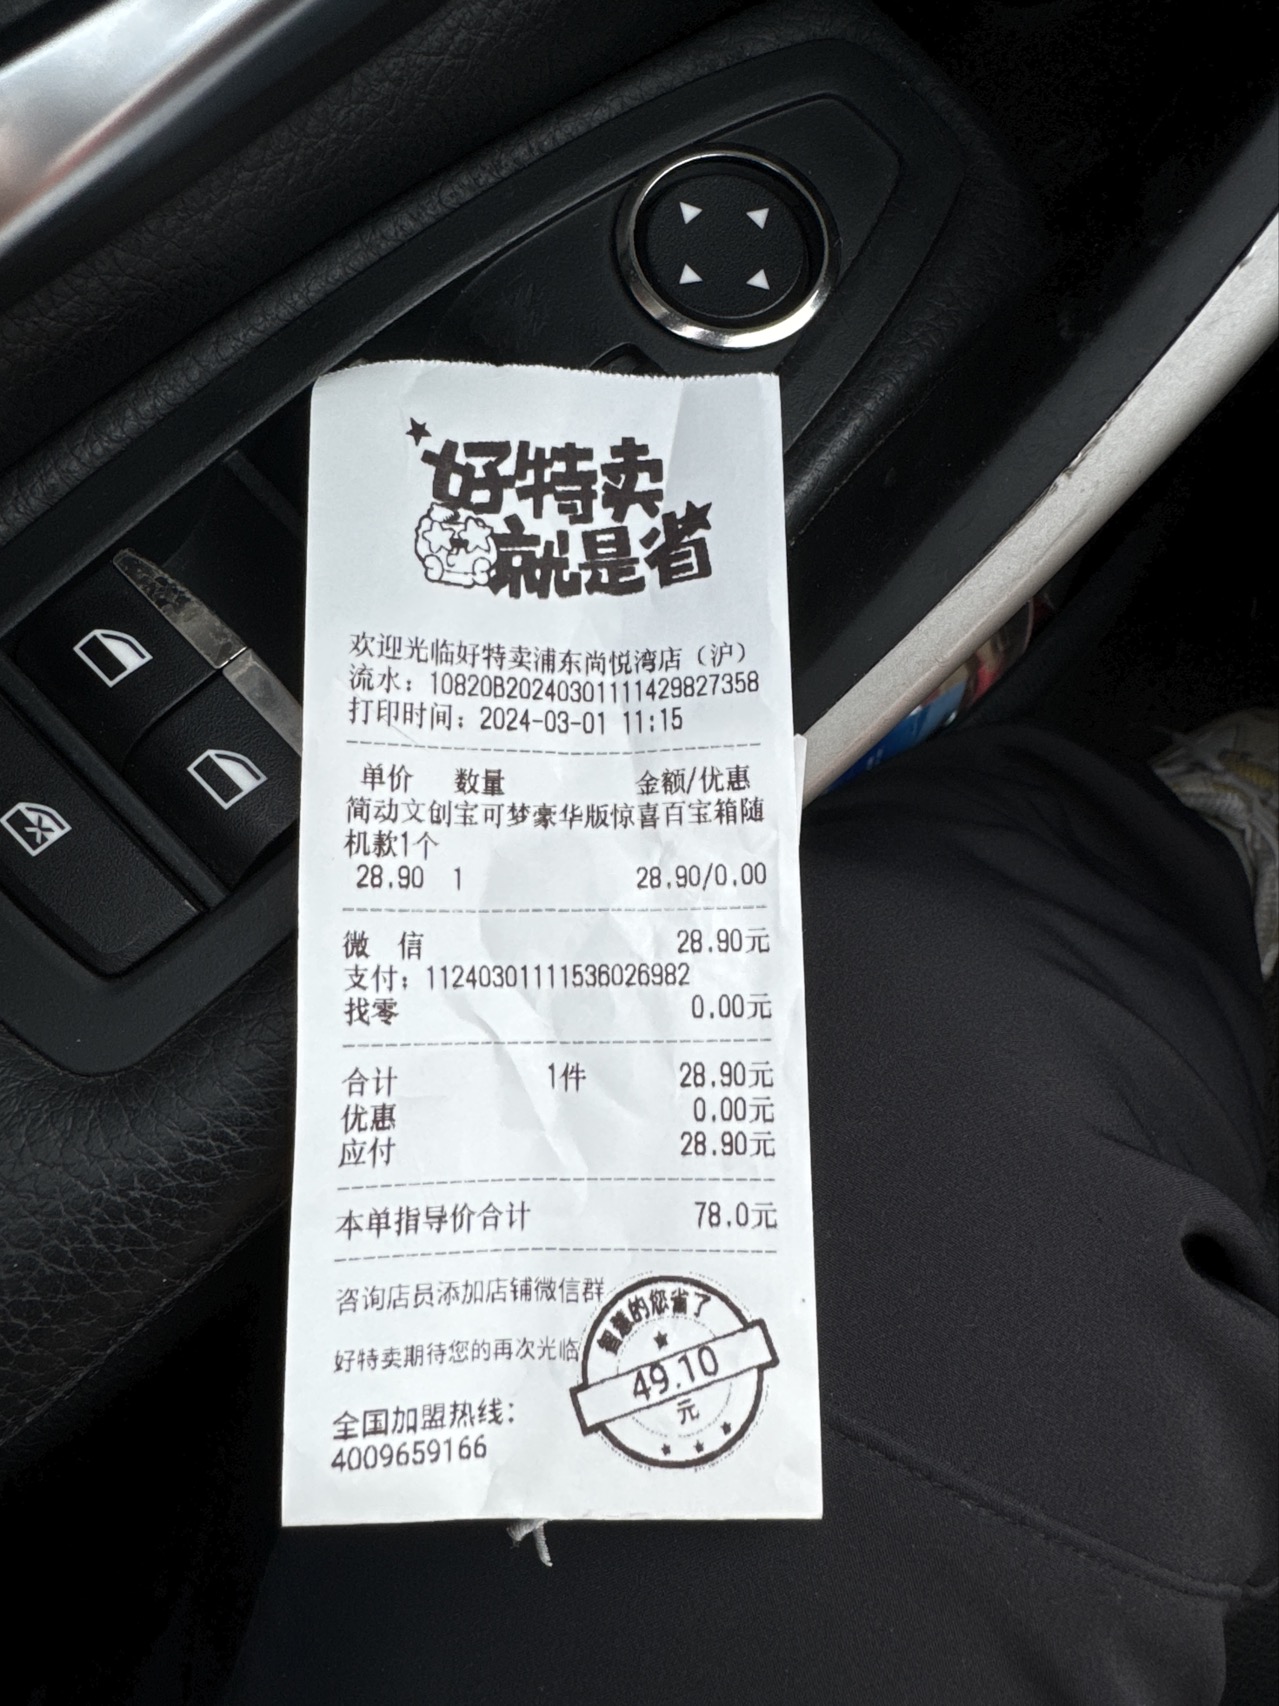 好特卖
就是省
欢迎光临好特卖浦东尚悦湾店（沪）
流水：10820B20240301111429827358
打印时间：2024-03-01 11:15
单价 数量 金额/优惠
简动文创宝可梦豪华版惊喜百宝箱随
机款1个
28.90 1 28.90/0.00
微 信 28.90元
支付：11240301111536026982
找零 0.00元
合计 1件 28.90元
优惠 0.00元
应付 28.90元
本单指导价合计 78.0元
咨询店员添加店铺微信群
好特卖期待您的再次光临
全国加盟热线：
4009659166
智慧的您省了
49.10
元